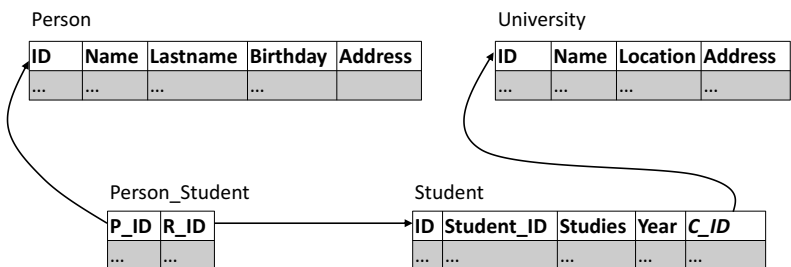 Person
ID Name Lastname Birthday Address
... ... ... ...
University
ID Name Location Address
... ... ... ...
Person_Student
P_ID R_ID
... ...
Student
ID Student_ID Studies Year C_ID
... ... ... ... ...